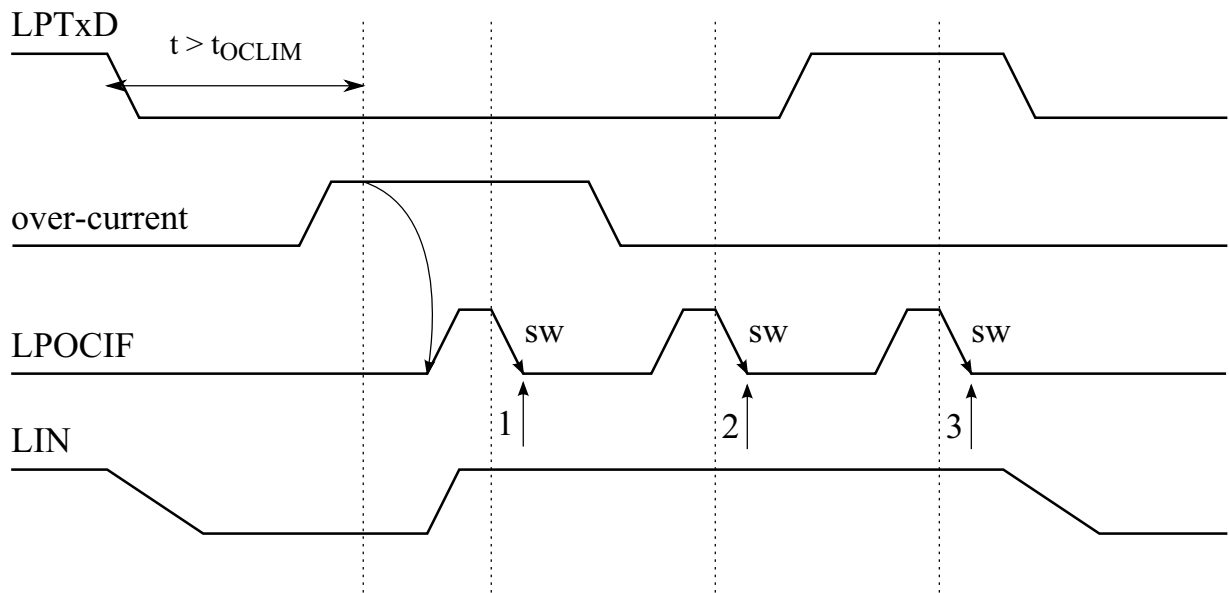 LPTxD
t > tOCLIM
over-current
LPOCIF
sw
sw
sw
1
2
3
LIN